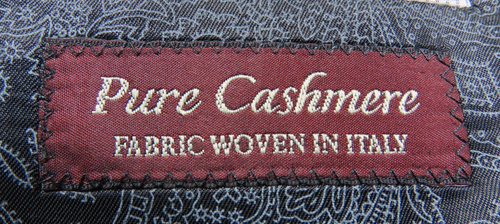 Pure Cashmere
FABRIC WOVEN IN ITALY